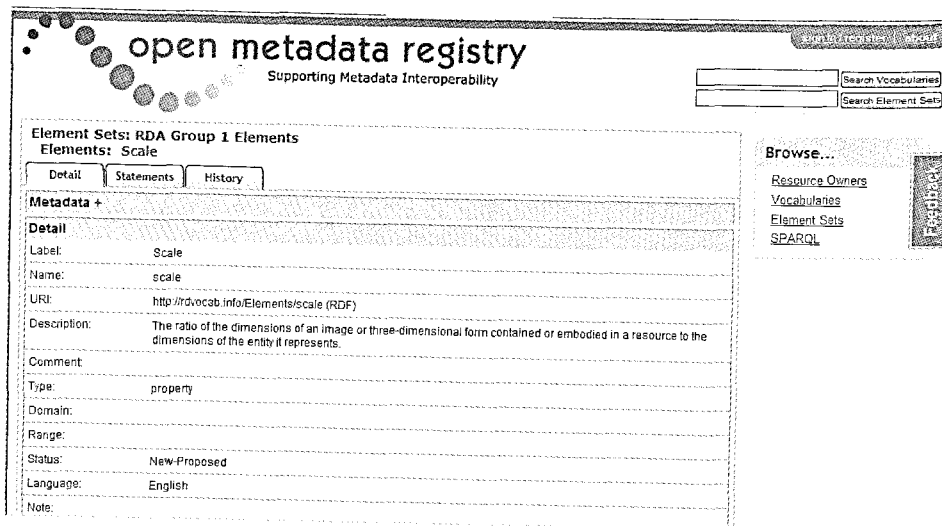 open metadata registry
Supporting Metadata Interoperability
Search Vocabularies
Search Element Sets
Element Sets: RDA Group 1 Elements
Elements: Scale
Detail
Statements
History
Metadata +
Detail
Label: Scale
Name: scale
URI: http://rdvocab.info/Elements/scale (RDF)
Description: The ratio of the dimensions of an image or three-dimensional form contained or embodied in a resource to the
dimensions of the entity it represents.
Comment:
Type: property
Domain:
Range:
Status: New-Proposed
Language: English
Note:
Browse...
Resource Owners
Vocabularies
Element Sets
SPARQL
Feedback